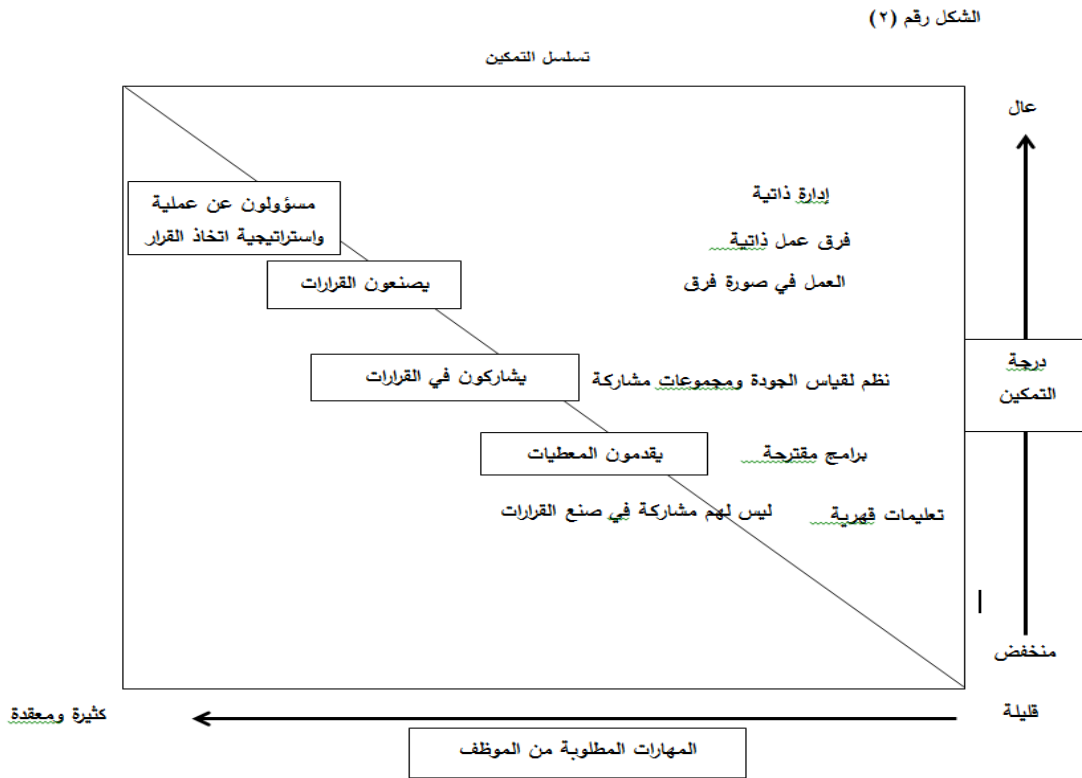 الشكل رقم (٢)
تسلسل التمكين
عال
إدارة ذاتية
مسؤولون عن عملية
واستراتيجية اتخاذ القرار
فرق عمل ذاتية
يصنعون القرارات
العمل في صورة فرق
درجة
التمكين
نظم لقياس الجودة ومجموعات مشاركة
يشاركون في القرارات
برامج مقترحة
يقدمون المعطيات
تعليمات قهرية
ليس لهم مشاركة في صنع القرارات
منخفض
قليلة
كثيرة ومعقدة
المهارات المطلوبة من الموظف